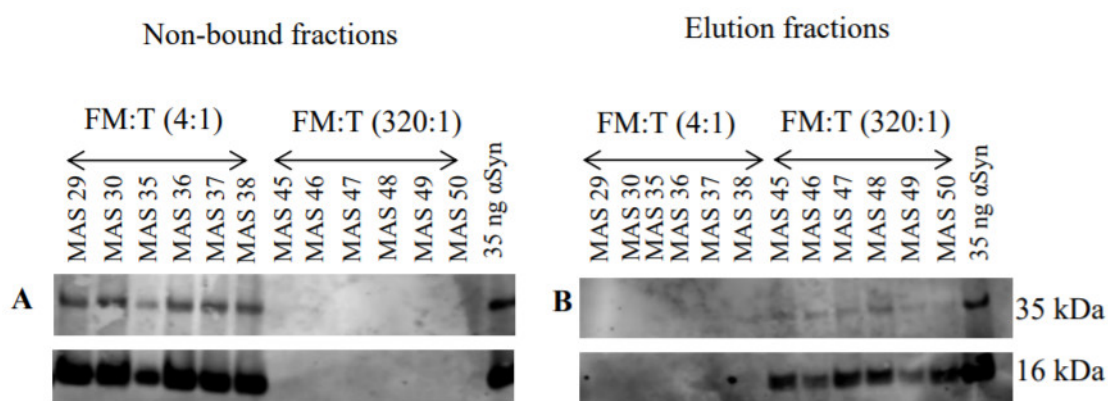 Non-bound fractions
Elution fractions
FM:T (4:1)
FM:T (320:1)
FM:T (4:1)
FM:T (320:1)
MAS 29
MAS 30
MAS 35
MAS 36
MAS 37
MAS 38
MAS 45
MAS 46
MAS 47
MAS 48
MAS 49
MAS 50
35 ng αSyn
MAS 29
MAS 30
MAS 35
MAS 36
MAS 37
MAS 38
MAS 45
MAS 46
MAS 47
MAS 48
MAS 49
MAS 50
35 ng αSyn
A
B
35 kDa
16 kDa